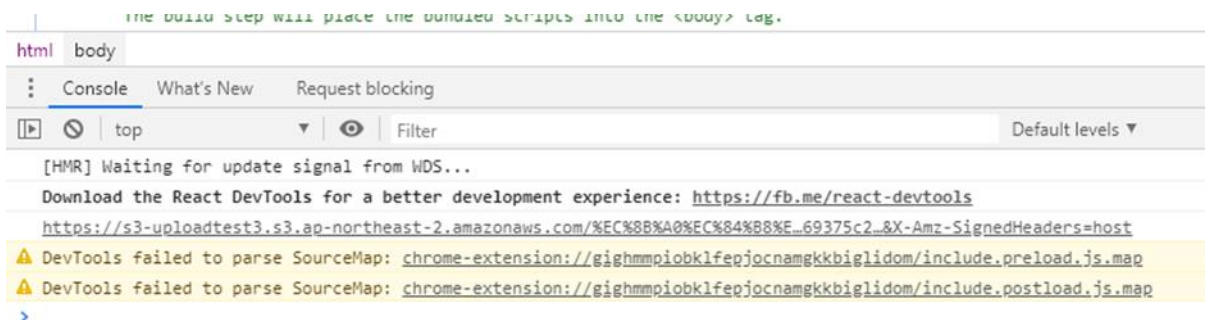 The build step will place the bundled scripts into the <body> tag.
html body
Console What's New Request blocking
top Filter Default levels
[HMR] Waiting for update signal from WDS...
Download the React DevTools for a better development experience: https://fb.me/react-devtools
https://s3-uploadtest3.s3.ap-northeast-2.amazonaws.com/%EC%8B%A0%EC%84%B8%E…69375c2…&X-Amz-SignedHeaders=host
DevTools failed to parse SourceMap: chrome-extension://gighmmpiobklfepjocnamgkkbiglidom/include.preload.js.map
DevTools failed to parse SourceMap: chrome-extension://gighmmpiobklfepjocnamgkkbiglidom/include.postload.js.map